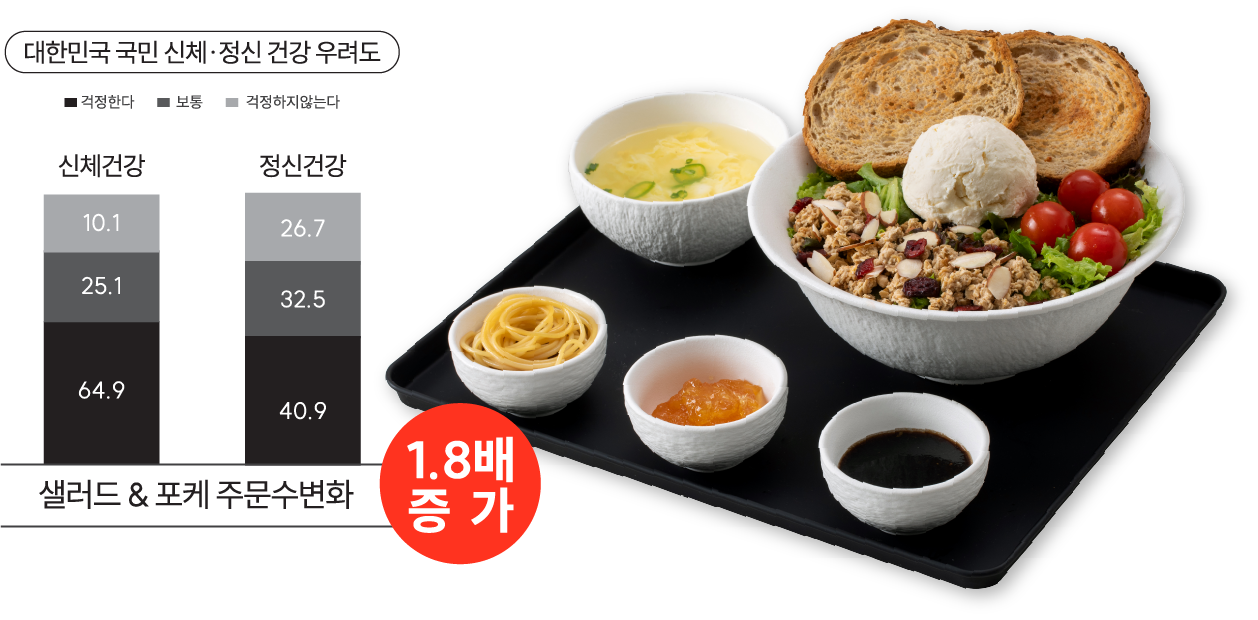 대한민국 국민 신체·정신 건강 우려도
걱정한다 보통 걱정하지않는다
신체건강 정신건강
10.1 26.7
25.1 32.5
64.9 40.9
샐러드 & 포케 주문수변화
1.8배
증 가